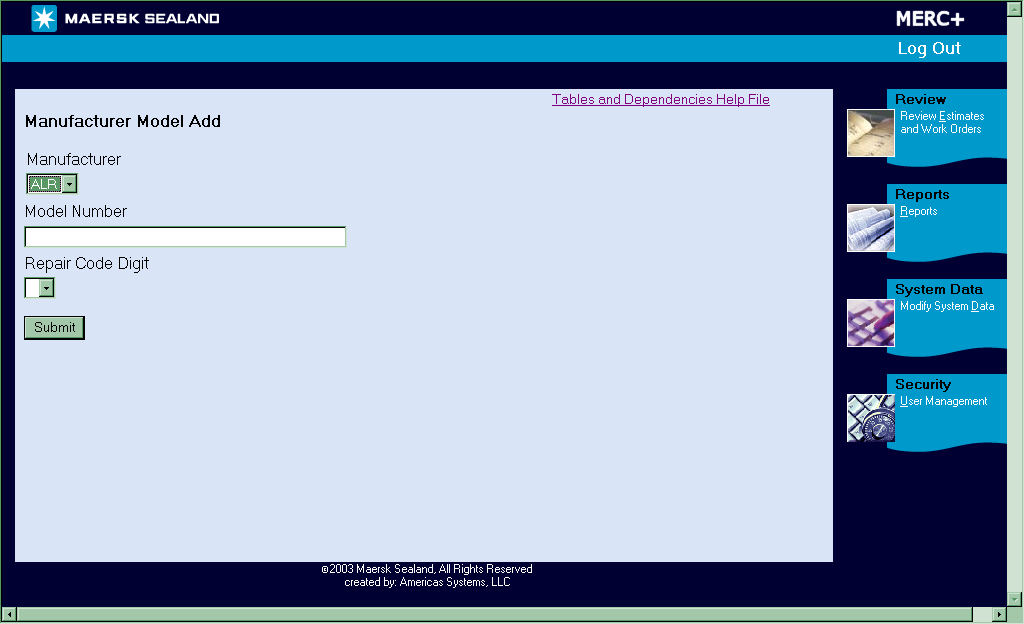 MAERSK SEALAND
MERC+
Log Out
Tables and Dependencies Help File
Manufacturer Model Add
Manufacturer
ALR
Model Number
Repair Code Digit
Submit
Review
Review Estimates
and Work Orders
Reports
Reports
System Data
Modify System Data
Security
User Management
©2003 Maersk Sealand, All Rights Reserved
created by: Americas Systems, LLC